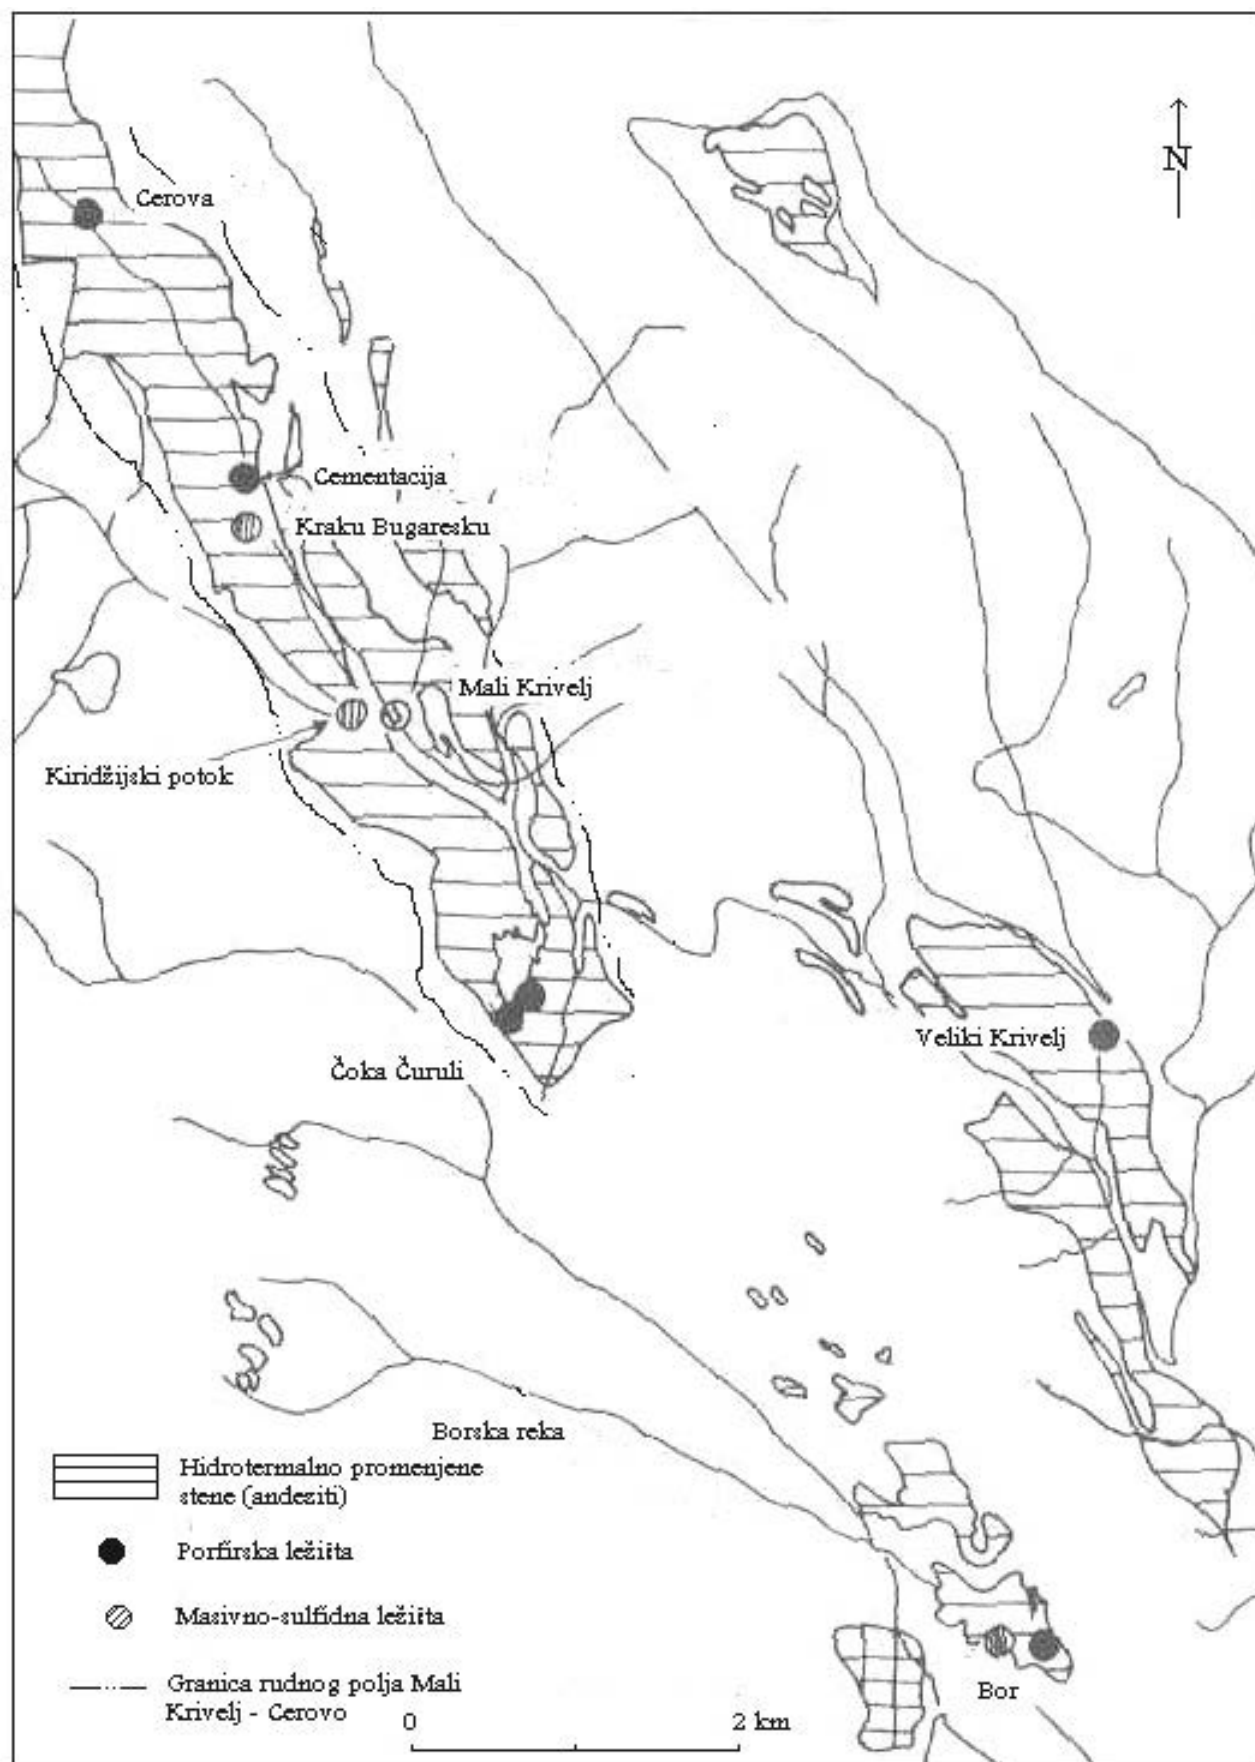 N
Cerova
Cementacija
Kraku Bugaresku
Mali Krivelj
Kiridžijski potok
Veliki Krivelj
Čoka Čuruli
Borska reka
Hidrotermalno promenjene
stene (andeziti)
Porfirska ležišta
Masivno-sulfidna ležišta
Granica rudnog polja Mali
Krivelj - Cerovo
Bor
0 2 km